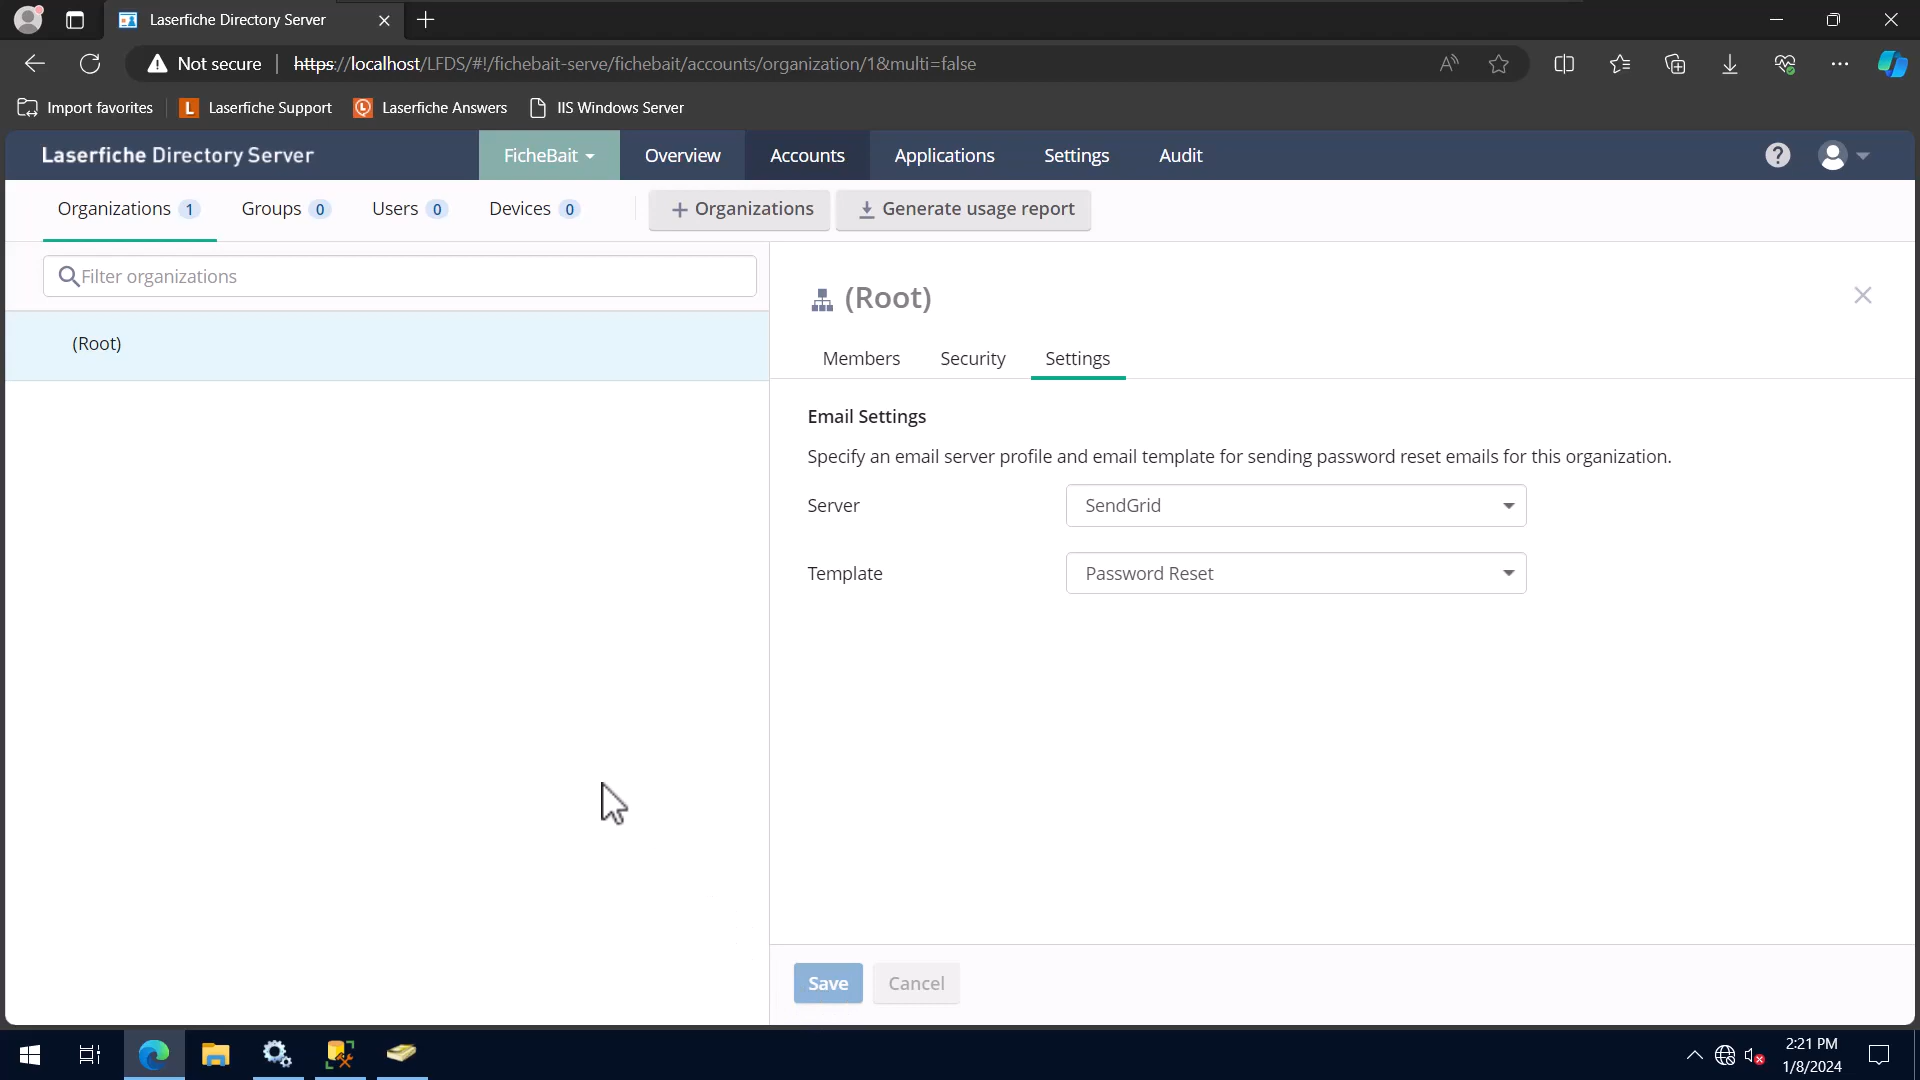 Laserfiche Directory Server
Not secure https://localhost/LFDS/#!/fichebait-serve/fichebait/accounts/organization/1&multi=false
Import favorites Laserfiche Support Laserfiche Answers IIS Windows Server
Laserfiche Directory Server FicheBait Overview Accounts Applications Settings Audit
Organizations 1 Groups 0 Users 0 Devices 0 + Organizations Generate usage report
Filter organizations
(Root)
(Root)
Members Security Settings
Email Settings
Specify an email server profile and email template for sending password reset emails for this organization.
Server SendGrid
Template Password Reset
Save Cancel
2:21 PM
1/8/2024